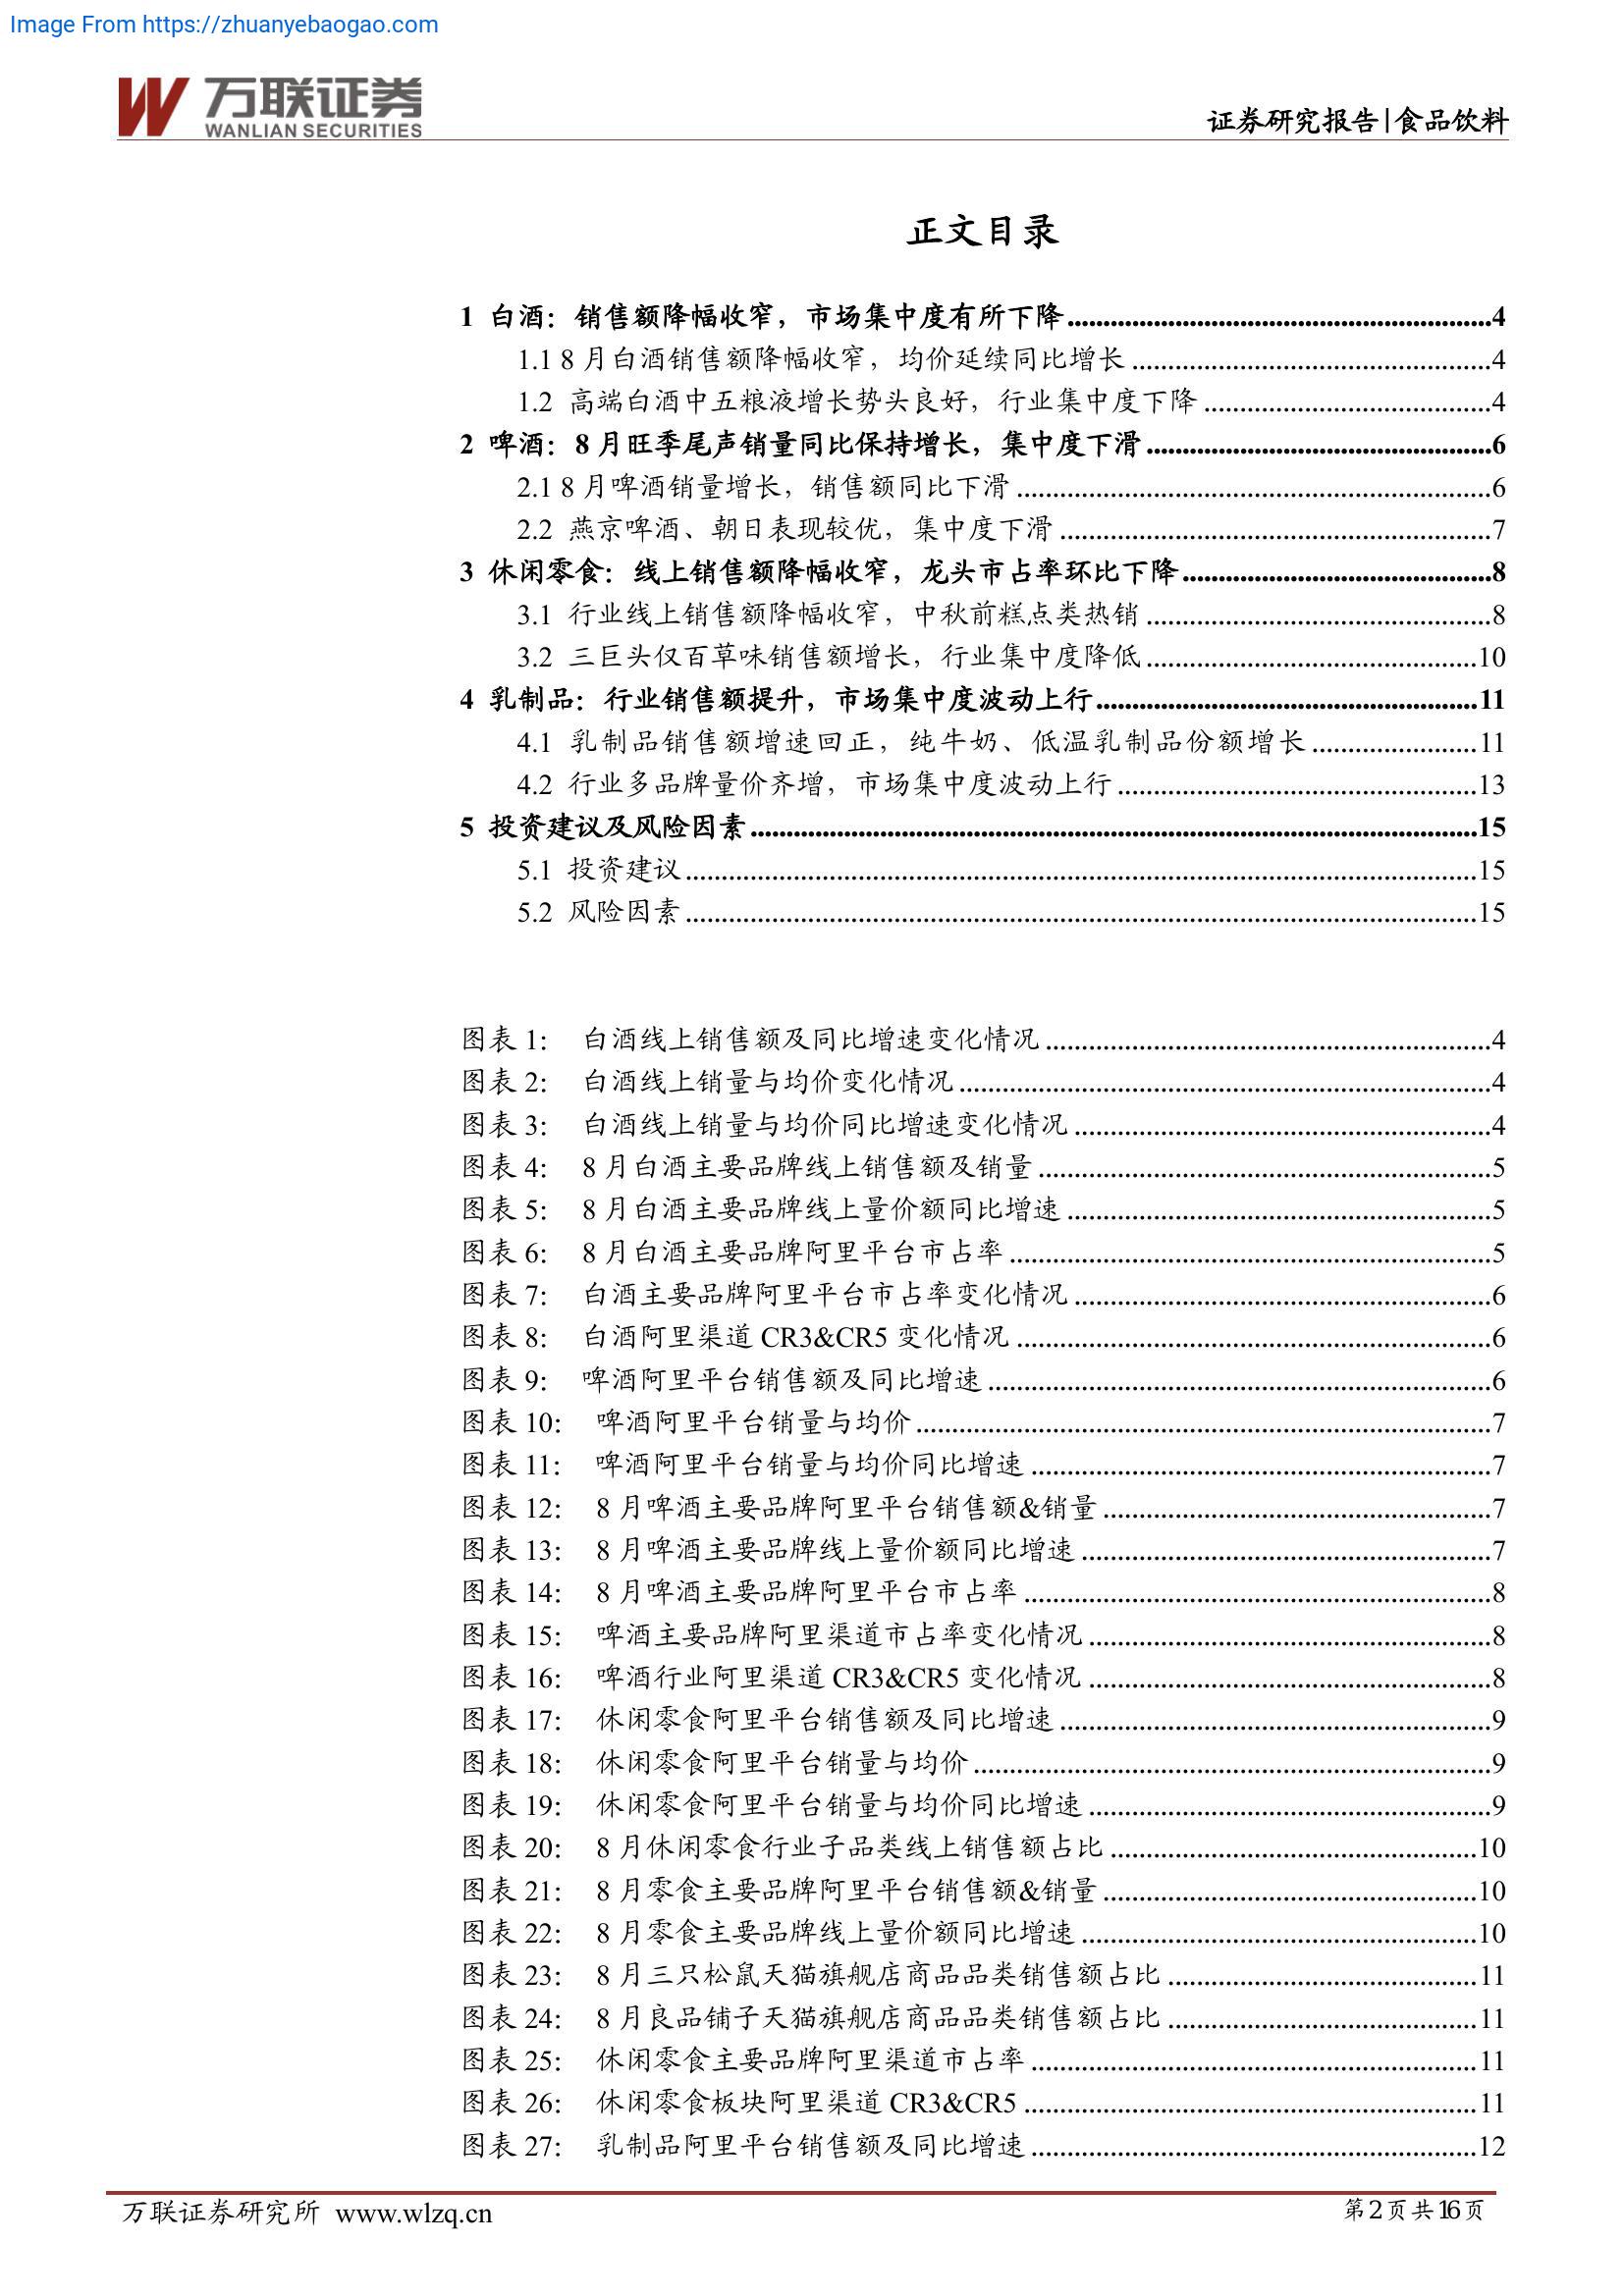 Image From https://zhuanyebaogao.com
万联证券
WANLIAN SECURITIES
证券研究报告|食品饮料
正文目录
1 白酒：销售额降幅收窄，市场集中度有所下降..........4
1.1 8 月白酒销售额降幅收窄，均价延续同比增长..........4
1.2 高端白酒中五粮液增长势头良好，行业集中度下降..........4
2 啤酒：8 月旺季尾声销量同比保持增长，集中度下滑..........6
2.1 8 月啤酒销量增长，销售额同比下滑..........6
2.2 燕京啤酒、朝日表现较优，集中度下滑..........7
3 休闲零食：线上销售额降幅收窄，龙头市占率环比下降..........8
3.1 行业线上销售额降幅收窄，中秋前糕点类热销..........8
3.2 三巨头仅百草味销售额增长，行业集中度降低..........10
4 乳制品：行业销售额提升，市场集中度波动上行..........11
4.1 乳制品销售额增速回正，纯牛奶、低温乳制品份额增长..........11
4.2 行业多品牌量价齐增，市场集中度波动上行..........13
5 投资建议及风险因素..........15
5.1 投资建议..........15
5.2 风险因素..........15
图表 1： 白酒线上销售额及同比增速变化情况..........4
图表 2： 白酒线上销量与均价变化情况..........4
图表 3： 白酒线上销量与均价同比增速变化情况..........4
图表 4： 8 月白酒主要品牌线上销售额及销量..........5
图表 5： 8 月白酒主要品牌线上量价额同比增速..........5
图表 6： 8 月白酒主要品牌阿里平台市占率..........5
图表 7： 白酒主要品牌阿里平台市占率变化情况..........6
图表 8： 白酒阿里渠道 CR3&CR5 变化情况..........6
图表 9： 啤酒阿里平台销售额及同比增速..........6
图表 10： 啤酒阿里平台销量与均价..........7
图表 11： 啤酒阿里平台销量与均价同比增速..........7
图表 12： 8 月啤酒主要品牌阿里平台销售额&销量..........7
图表 13： 8 月啤酒主要品牌线上量价额同比增速..........7
图表 14： 8 月啤酒主要品牌阿里平台市占率..........8
图表 15： 啤酒主要品牌阿里渠道市占率变化情况..........8
图表 16： 啤酒行业阿里渠道 CR3&CR5 变化情况..........8
图表 17： 休闲零食阿里平台销售额及同比增速..........9
图表 18： 休闲零食阿里平台销量与均价..........9
图表 19： 休闲零食阿里平台销量与均价同比增速..........9
图表 20： 8 月休闲零食行业子品类线上销售额占比..........10
图表 21： 8 月零食主要品牌阿里平台销售额&销量..........10
图表 22： 8 月零食主要品牌线上量价额同比增速..........10
图表 23： 8 月三只松鼠天猫旗舰店商品品类销售额占比..........11
图表 24： 8 月良品铺子天猫旗舰店商品品类销售额占比..........11
图表 25： 休闲零食主要品牌阿里渠道市占率..........11
图表 26： 休闲零食板块阿里渠道 CR3&CR5..........11
图表 27： 乳制品阿里平台销售额及同比增速..........12
万联证券研究所 www.wlzq.cn
第2页共16页